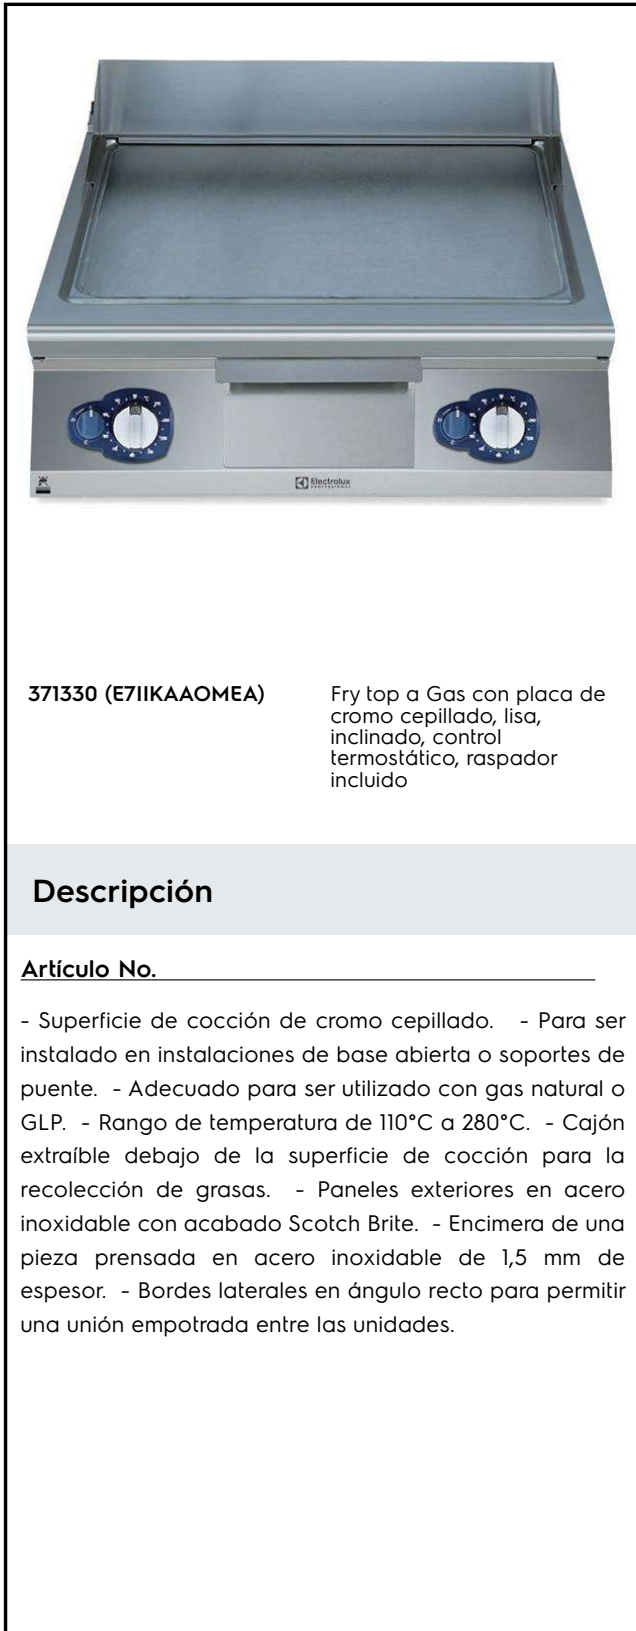 Electrolux
PROFESSIONAL
371330 (E7IIKAAOMEA)
Fry top a Gas con placa de
cromo cepillado, lisa,
inclinado, control
termostático, raspador
incluido
Descripción
Artículo No.
- Superficie de cocción de cromo cepillado. - Para ser
instalado en instalaciones de base abierta o soportes de
puente. - Adecuado para ser utilizado con gas natural o
GLP. - Rango de temperatura de 110°C a 280°C. - Cajón
extraíble debajo de la superficie de cocción para la
recolección de grasas. - Paneles exteriores en acero
inoxidable con acabado Scotch Brite. - Encimera de una
pieza prensada en acero inoxidable de 1,5 mm de
espesor. - Bordes laterales en ángulo recto para permitir
una unión empotrada entre las unidades.